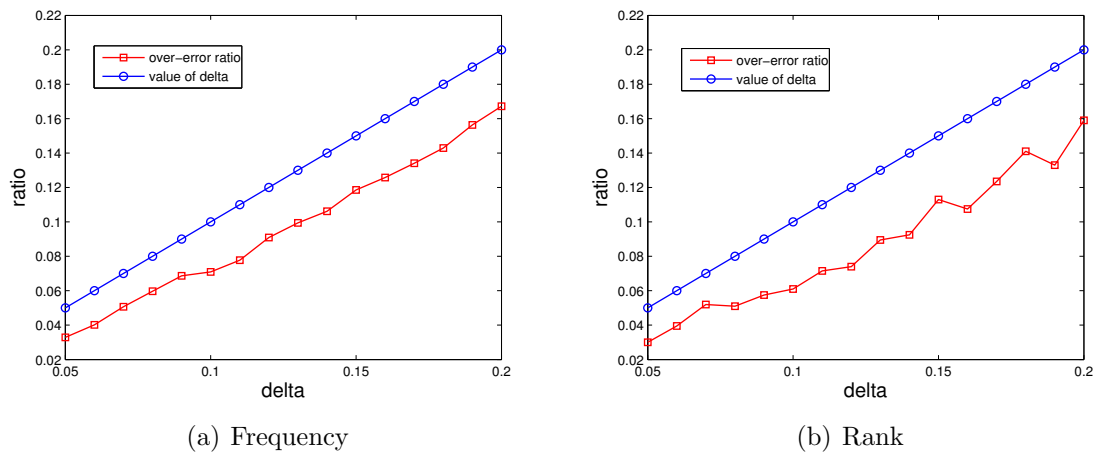 0.22
0.2
0.18
0.16
0.14
0.12
0.1
0.08
0.06
0.04
0.02
ratio
over−error ratio
value of delta
0.05 0.1 0.15 0.2
delta
(a) Frequency
0.22
0.2
0.18
0.16
0.14
0.12
0.1
0.08
0.06
0.04
0.02
ratio
over−error ratio
value of delta
0.05 0.1 0.15 0.2
delta
(b) Rank